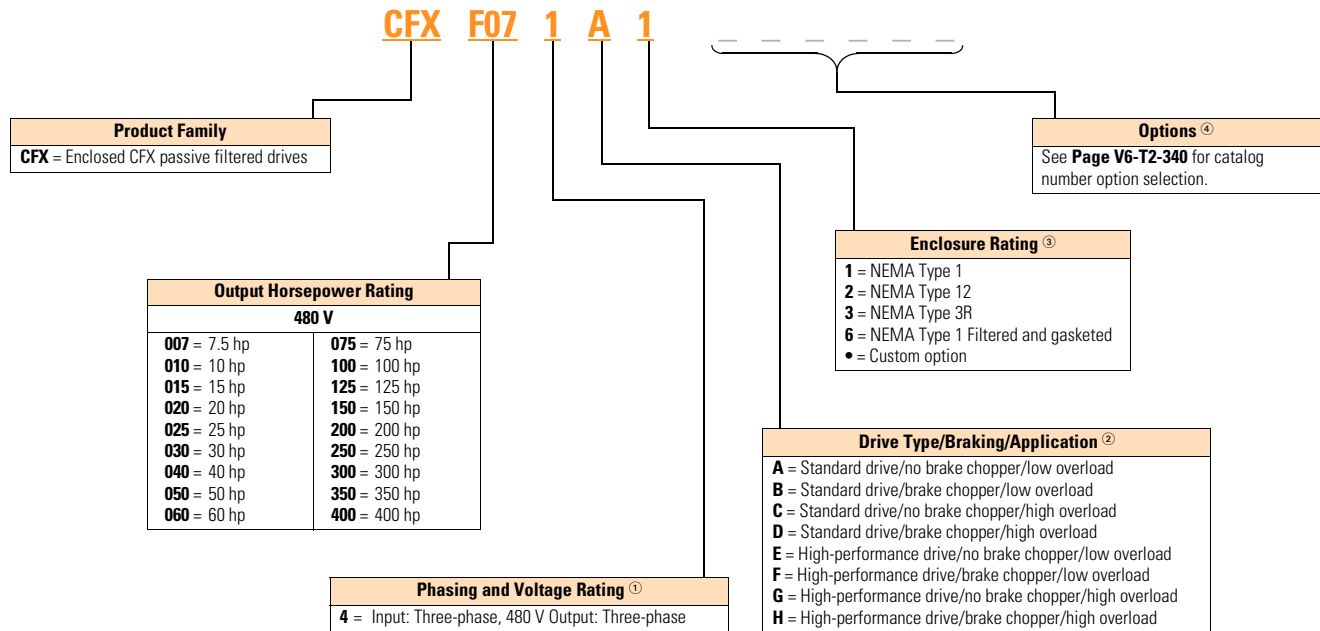 CFX F07 1 A 1 _ _ _ _ _ _
Product Family
CFX = Enclosed CFX passive filtered drives
Options ④
See Page V6-T2-340 for catalog
number option selection.
Enclosure Rating ③
1 = NEMA Type 1
2 = NEMA Type 12
3 = NEMA Type 3R
6 = NEMA Type 1 Filtered and gasketed
• = Custom option
Output Horsepower Rating
480 V
007 = 7.5 hp 075 = 75 hp
010 = 10 hp 100 = 100 hp
015 = 15 hp 125 = 125 hp
020 = 20 hp 150 = 150 hp
025 = 25 hp 200 = 200 hp
030 = 30 hp 250 = 250 hp
040 = 40 hp 300 = 300 hp
050 = 50 hp 350 = 350 hp
060 = 60 hp 400 = 400 hp
Drive Type/Braking/Application ②
A = Standard drive/no brake chopper/low overload
B = Standard drive/brake chopper/low overload
C = Standard drive/no brake chopper/high overload
D = Standard drive/brake chopper/high overload
E = High-performance drive/no brake chopper/low overload
F = High-performance drive/brake chopper/low overload
G = High-performance drive/no brake chopper/high overload
H = High-performance drive/brake chopper/high overload
Phasing and Voltage Rating ①
4 = Input: Three-phase, 480 V Output: Three-phase